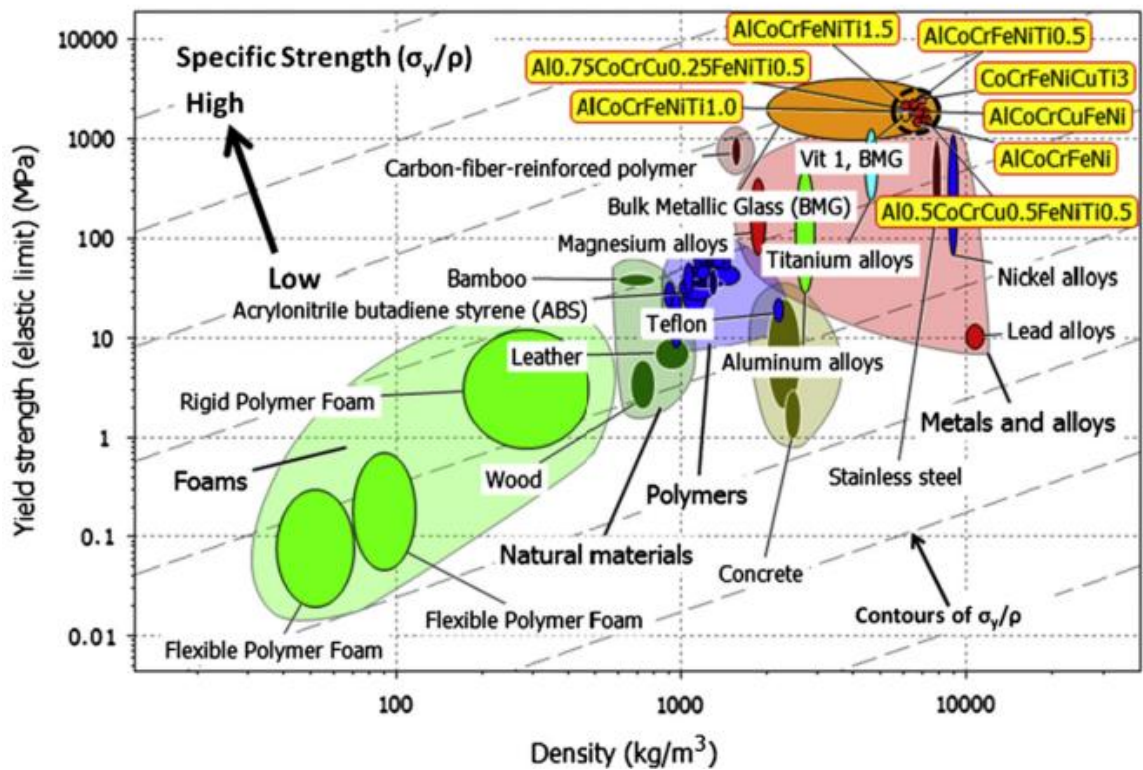 10000
1000
100
10
1
0.1
0.01
Yield strength (elastic limit) (MPa)
Specific Strength (σy/ρ)
High
Low
AlCoCrFeNiTi1.5
AlCoCrFeNiTi0.5
Al0.75CoCrCu0.25FeNiTi0.5
CoCrFeNiCuTi3
AlCoCrFeNiTi1.0
AlCoCrCuFeNi
Carbon-fiber-reinforced polymer
Vit 1, BMG
AlCoCrFeNi
Bulk Metallic Glass (BMG)
Al0.5CoCrCu0.5FeNiTi0.5
Magnesium alloys
Titanium alloys
Bamboo
Nickel alloys
Acrylonitrile butadiene styrene (ABS)
Teflon
Lead alloys
Leather
Aluminum alloys
Rigid Polymer Foam
Metals and alloys
Foams
Wood
Stainless steel
Polymers
Natural materials
Concrete
Flexible Polymer Foam
Contours of σy/ρ
Flexible Polymer Foam
100
1000
10000
Density (kg/m³)